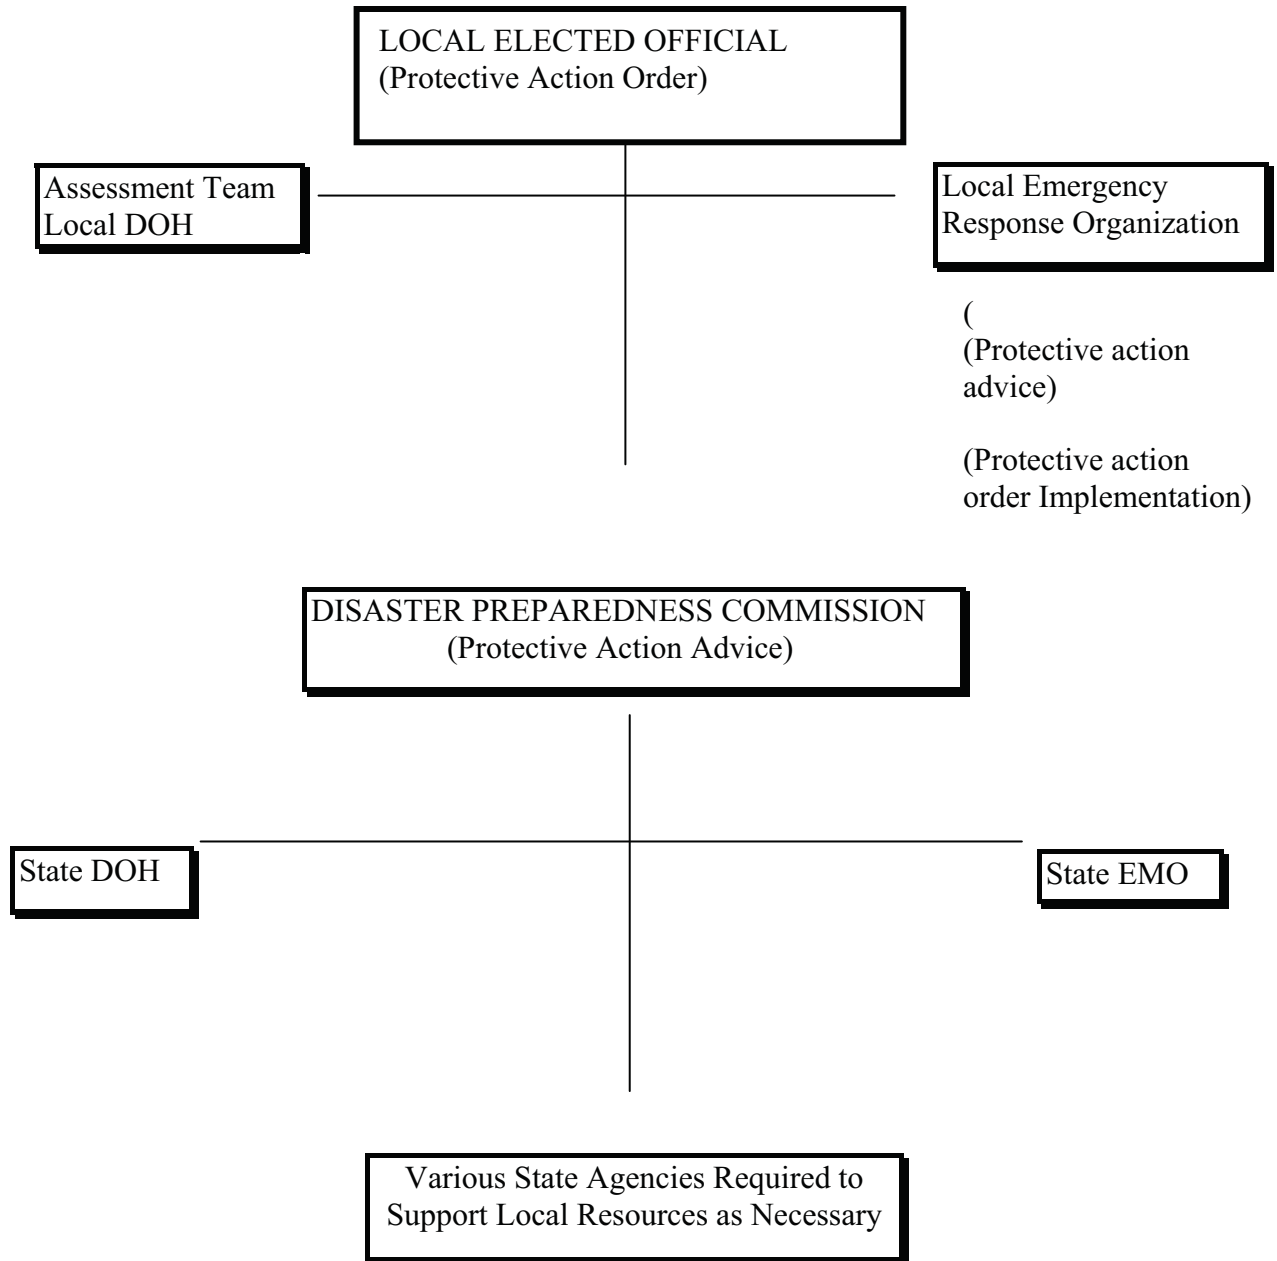 LOCAL ELECTED OFFICIAL
(Protective Action Order)
Assessment Team
Local DOH
Local Emergency
Response Organization
(
(Protective action
advice)
(Protective action
order Implementation)
DISASTER PREPAREDNESS COMMISSION
(Protective Action Advice)
State DOH
State EMO
Various State Agencies Required to
Support Local Resources as Necessary